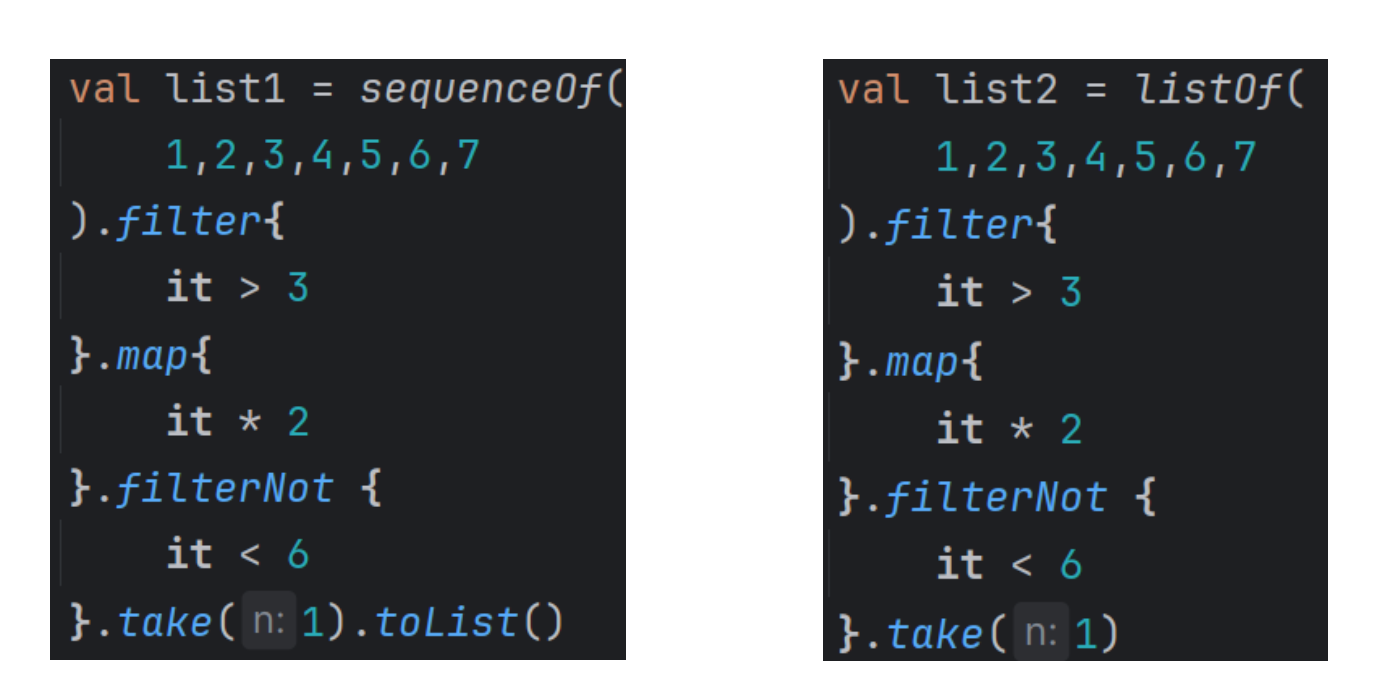 val list1 = sequenceOf(
1,2,3,4,5,6,7
).filter{
it > 3
}.map{
it * 2
}.filterNot {
it < 6
}.take( n: 1).toList()
val list2 = listOf(
1,2,3,4,5,6,7
).filter{
it > 3
}.map{
it * 2
}.filterNot {
it < 6
}.take( n: 1)